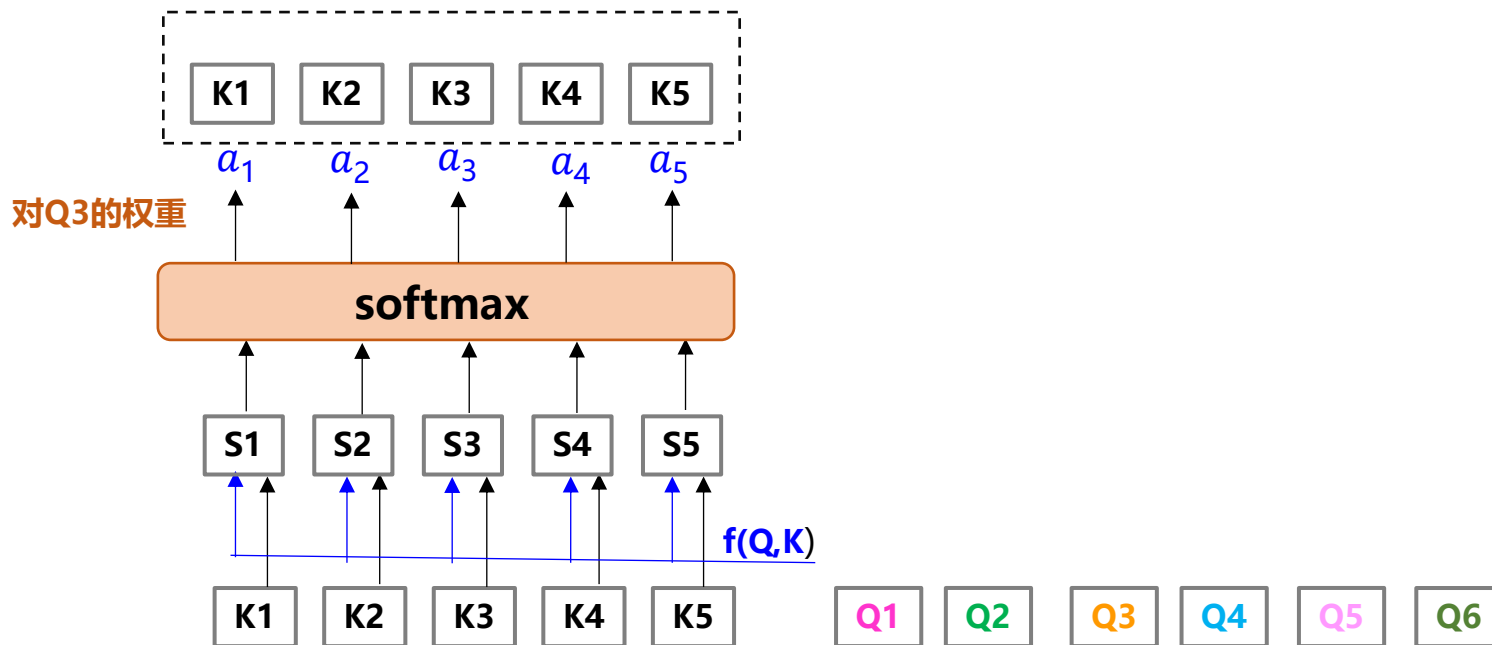 K1 K2 K3 K4 K5
a1 a2 a3 a4 a5
对Q3的权重
softmax
S1 S2 S3 S4 S5
f(Q,K)
K1 K2 K3 K4 K5 Q1 Q2 Q3 Q4 Q5 Q6